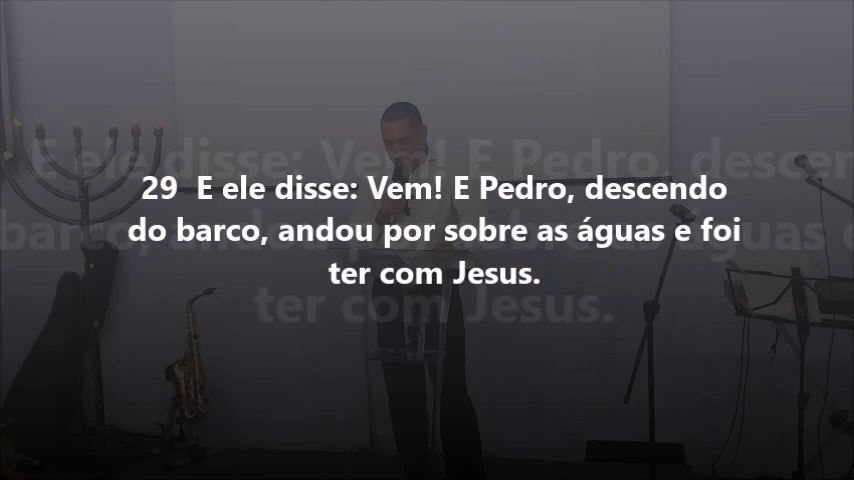 29 E ele disse: Vem! E Pedro, descendo
do barco, andou por sobre as águas e foi
ter com Jesus.